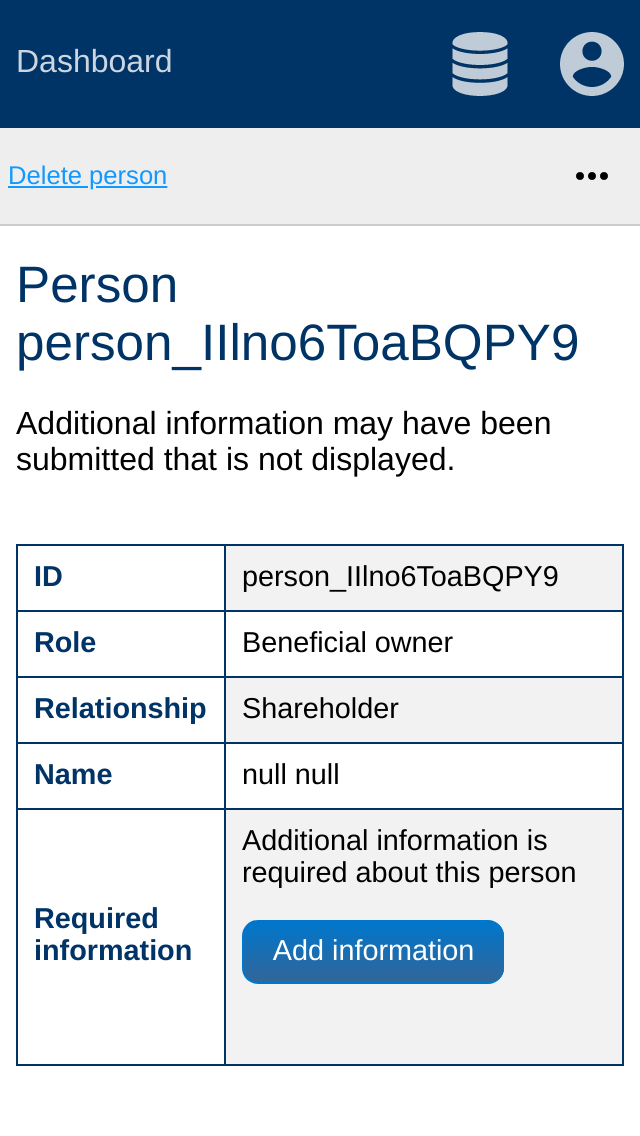 Dashboard
Delete person
Person
person_IIlno6ToaBQPY9
Additional information may have been
submitted that is not displayed.
ID
person_IIlno6ToaBQPY9
Role
Beneficial owner
Relationship
Shareholder
Name
null null
Required
information
Additional information is
required about this person
Add information